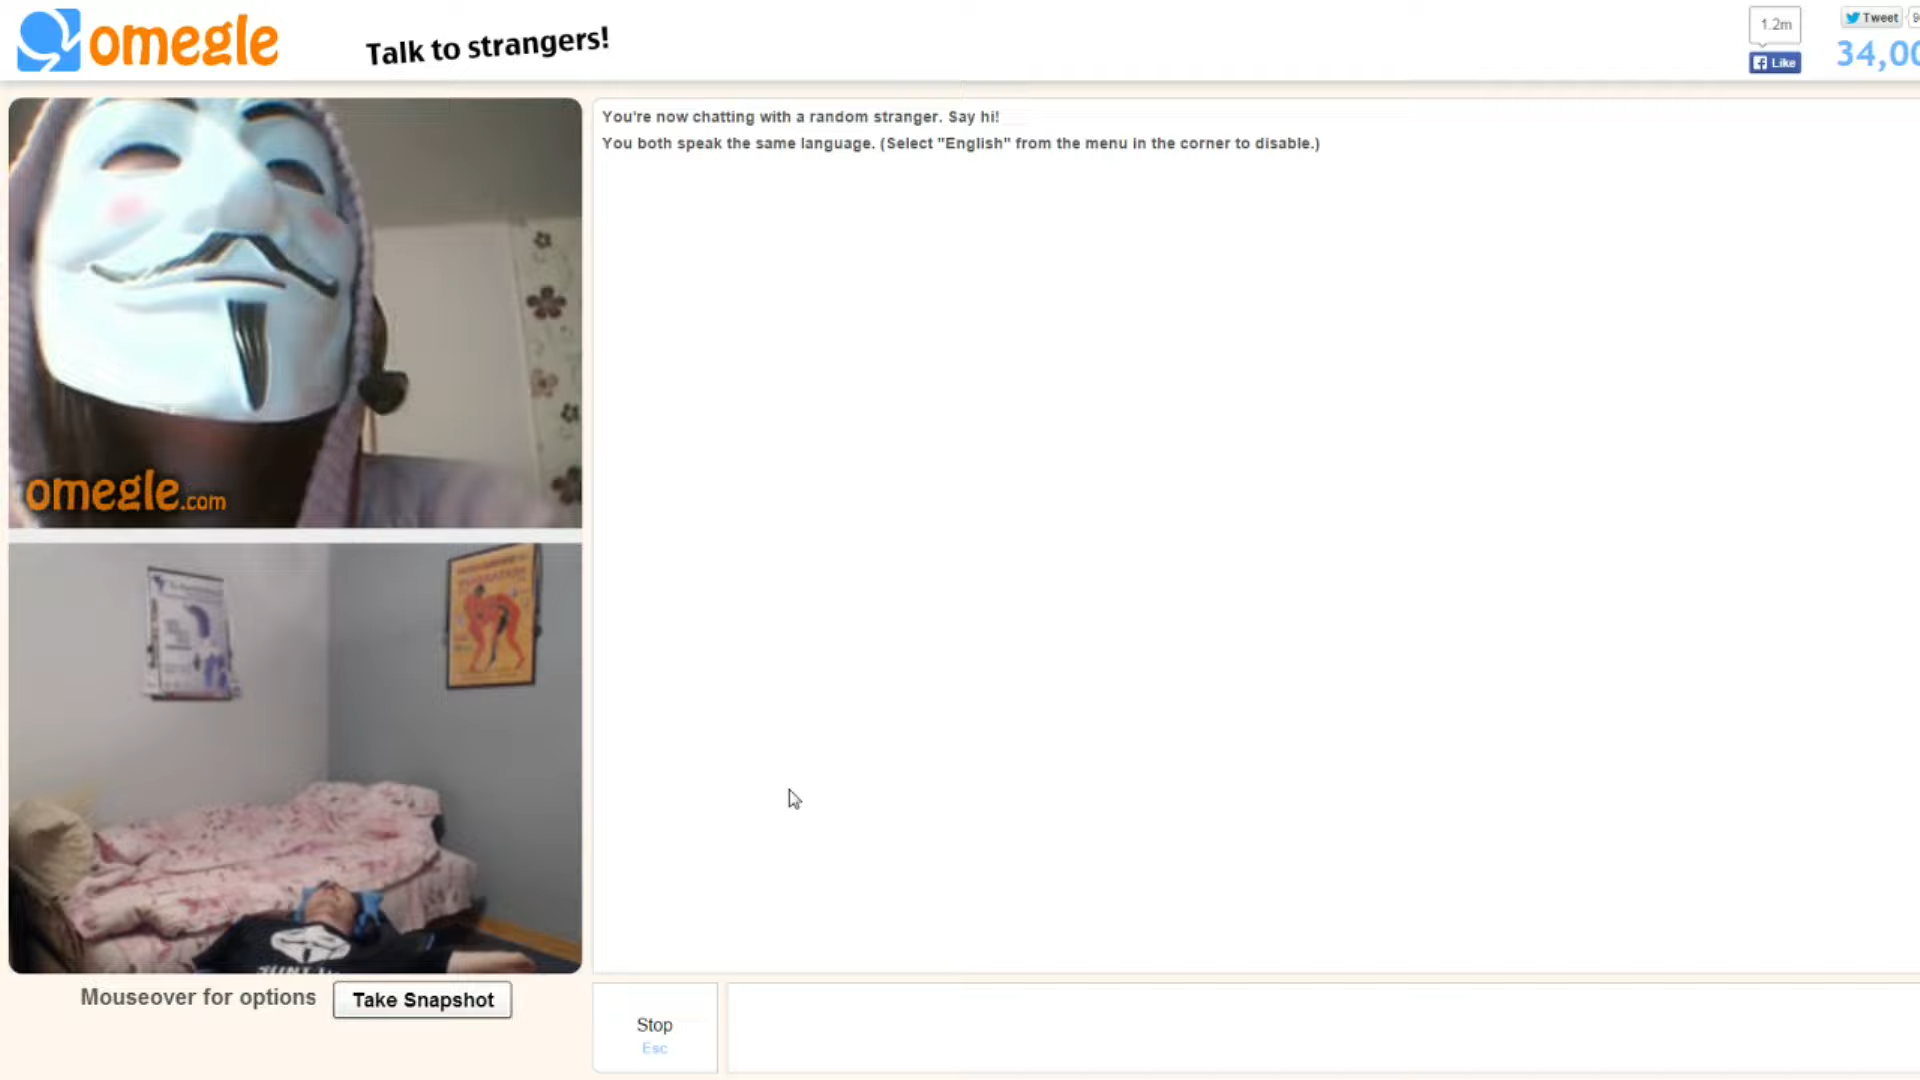 omegle
Talk to strangers!
1.2m
Tweet
Like
34,00
You're now chatting with a random stranger. Say hi!
You both speak the same language. (Select "English" from the menu in the corner to disable.)
omegle.com
Mouseover for options
Take Snapshot
Stop
Esc